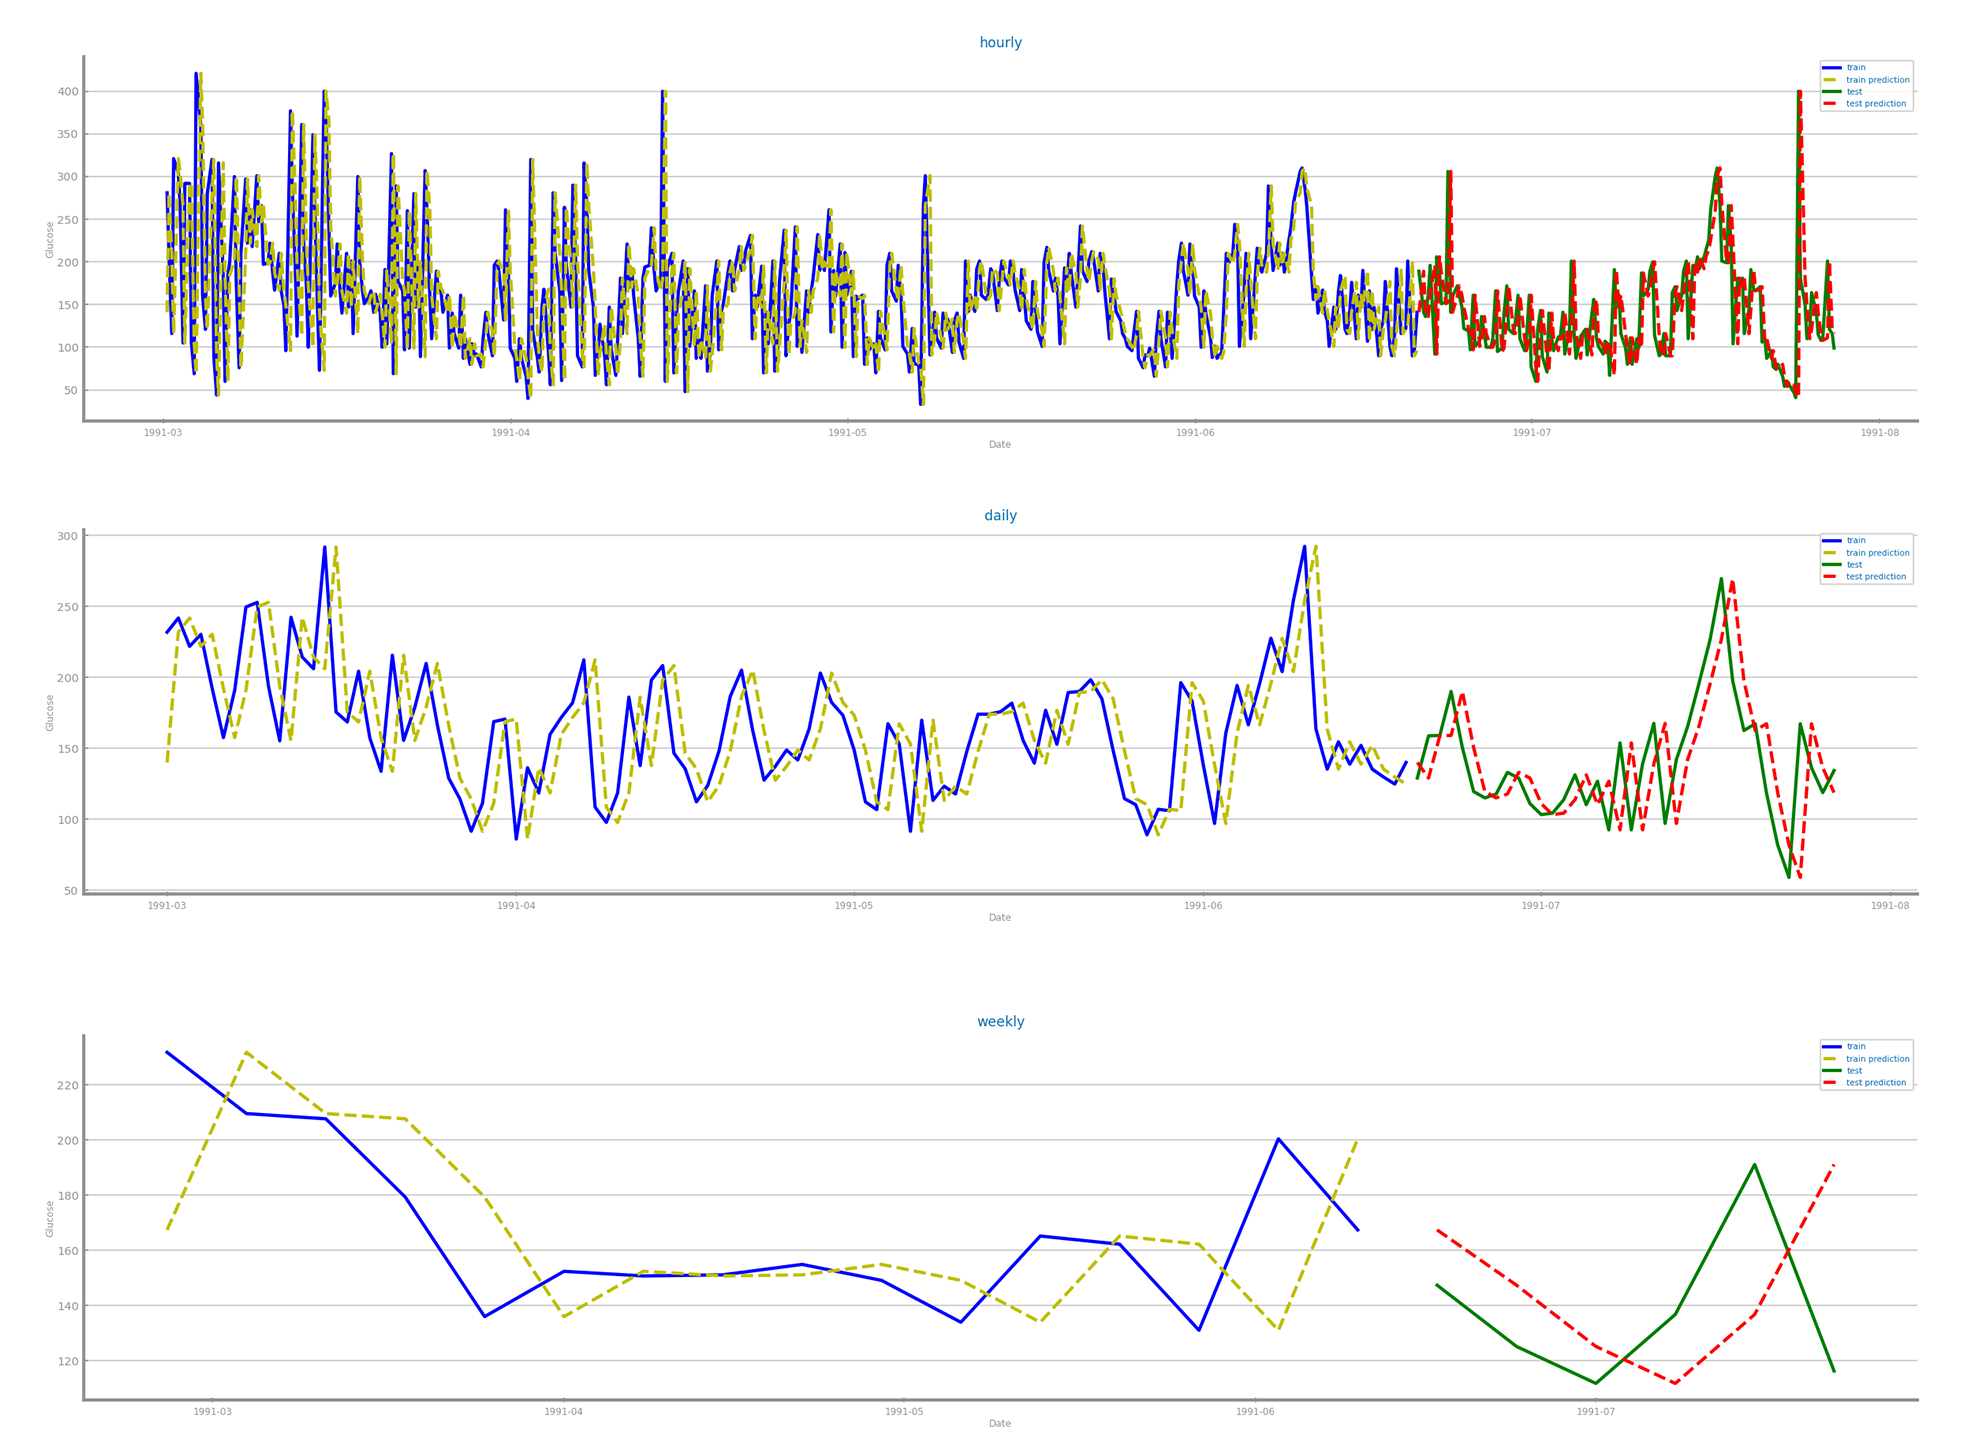 hourly
train
train prediction
test
test prediction
400
350
300
250
200
150
100
50
Glucose
1991-03 1991-04 1991-05 1991-06 1991-07 1991-08
Date
daily
train
train prediction
test
test prediction
300
250
200
150
100
50
Glucose
1991-03 1991-04 1991-05 1991-06 1991-07 1991-08
Date
weekly
train
train prediction
test
test prediction
220
200
180
160
140
120
Glucose
1991-03 1991-04 1991-05 1991-06 1991-07
Date